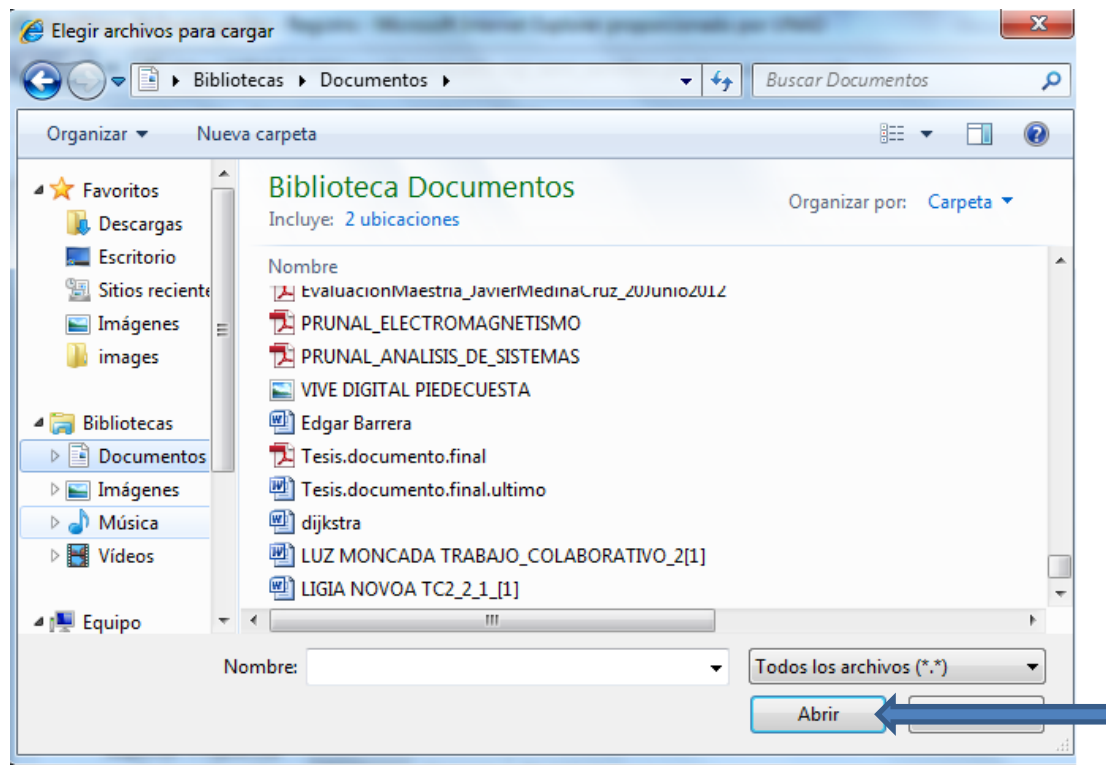 Elegir archivos para cargar
Bibliotecas Documentos
Buscar Documentos
Organizar Nueva carpeta
Favoritos
Descargas
Escritorio
Sitios reciente
Imágenes
images
Bibliotecas
Documentos
Imágenes
Música
Vídeos
Equipo
Biblioteca Documentos
Incluye: 2 ubicaciones
Organizar por: Carpeta
Nombre
EvaluacionMaestria_JavierMedinaCruz_20Junio2012
PRUNAL_ELECTROMAGNETISMO
PRUNAL_ANALISIS_DE_SISTEMAS
VIVE DIGITAL PIEDECUESTA
Edgar Barrera
Tesis.documento.final
Tesis.documento.final.ultimo
dijkstra
LUZ MONCADA TRABAJO_COLABORATIVO_2[1]
LIGIA NOVOA TC2_2_1_[1]
Nombre:
Todos los archivos (*.*)
Abrir